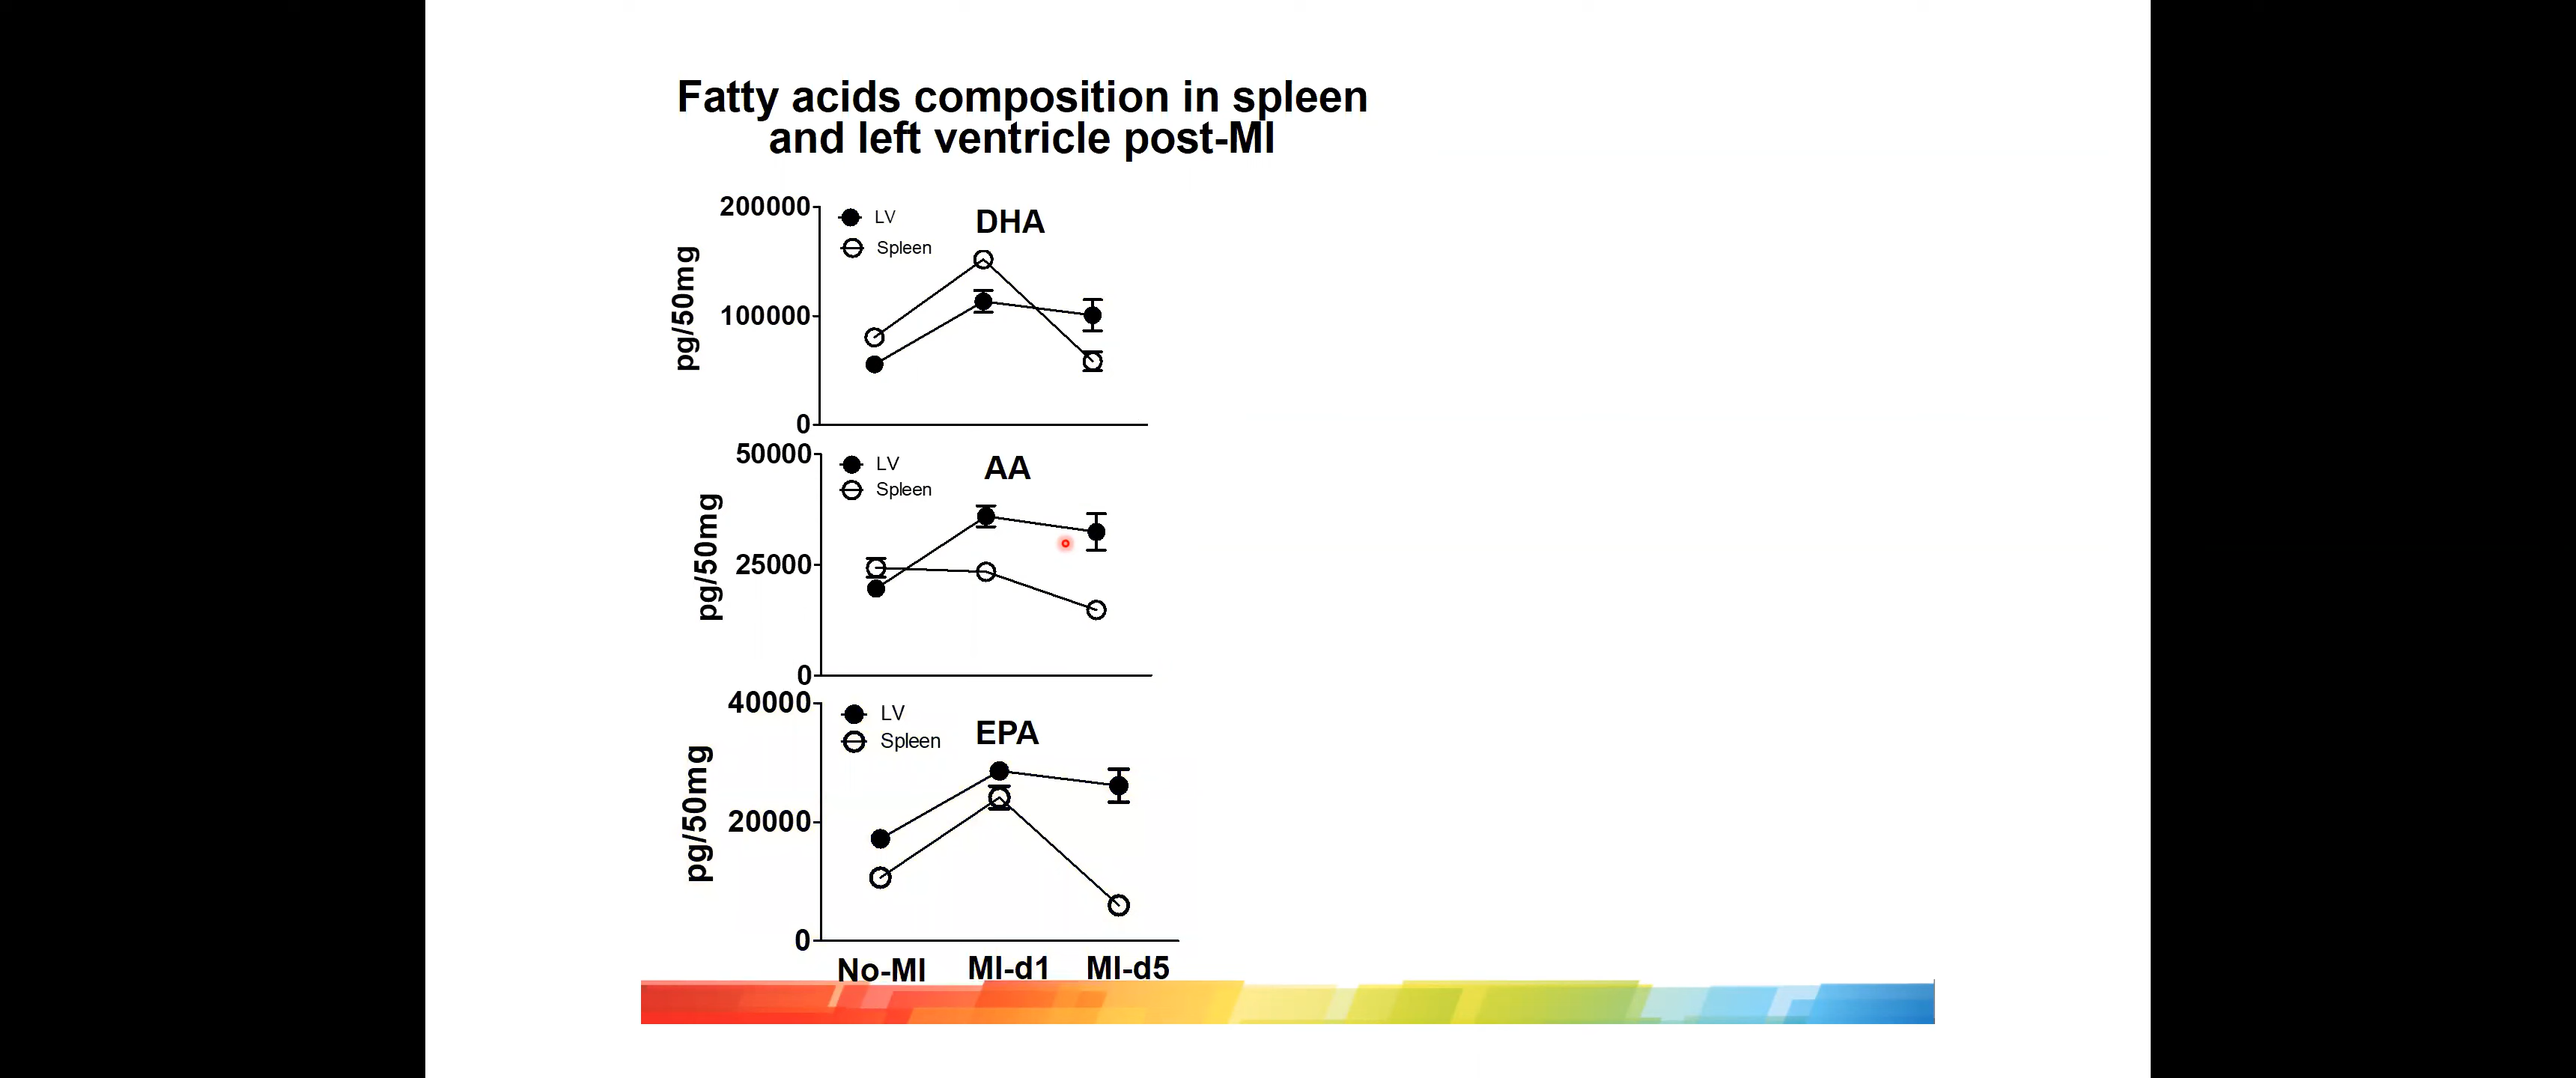 Fatty acids composition in spleen
and left ventricle post-MI
200000
LV
DHA
Spleen
pg/50mg
100000
0
50000
LV
AA
Spleen
pg/50mg
25000
0
40000
LV
EPA
Spleen
pg/50mg
20000
0
No-MI MI-d1 MI-d5